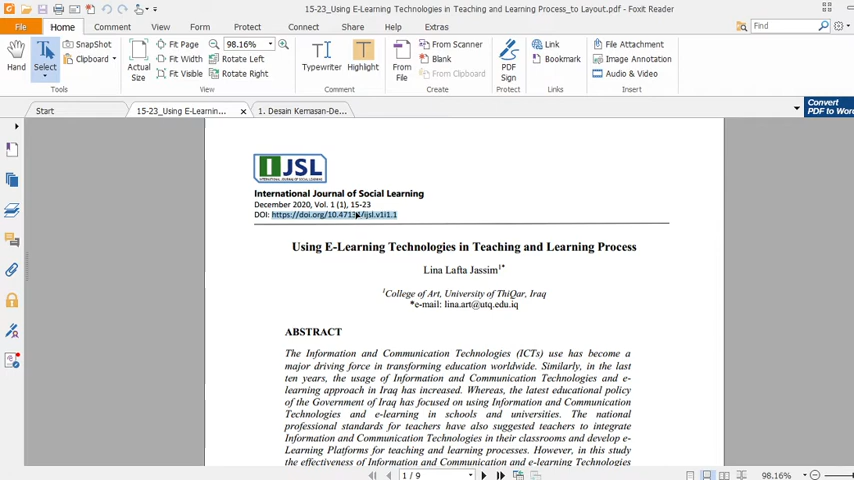 15-23_Using E-Learning Technologies in Teaching and Learning Process_to Layout.pdf - Foxit Reader
File Home Comment View Form Protect Connect Share Help Extras Find
Hand
Select
SnapShot
Clipboard
Tools
Actual Size
Fit Page
Fit Width
Fit Visible
98.16%
Rotate Left
Rotate Right
View
Typewriter
Highlight
Comment
From File
From Scanner
Blank
From Clipboard
Create
PDF Sign
Protect
Link
Bookmark
Links
File Attachment
Image Annotation
Audio & Video
Insert
Start 15-23_Using E-Learnin... 1. Desain Kemasan-De...
Convert
PDF to Word
IJSL
INTERNATIONAL JOURNAL OF SOCIAL LEARNING
International Journal of Social Learning
December 2020, Vol. 1 (1), 15-23
DOI:
Using E-Learning Technologies in Teaching and Learning Process
Lina Lafta Jassim1*
1College of Art, University of ThiQar, Iraq
*e-mail: lina.art@utq.edu.iq
ABSTRACT
The Information and Communication Technologies (ICTs) use has become a
major driving force in transforming education worldwide. Similarly, in the last
ten years, the usage of Information and Communication Technologies and e-
learning approach in Iraq has increased. Whereas, the latest educational policy
of the Government of Iraq has focused on using Information and Communication
Technologies and e-learning in schools and universities. The national
professional standards for teachers have also suggested teachers to integrate
Information and Communication Technologies in their classrooms and develop e-
Learning Platforms for teaching and learning processes. However, in this study
the effectiveness of Information and Communication and e-learning Technologies
1 / 9
98.16%